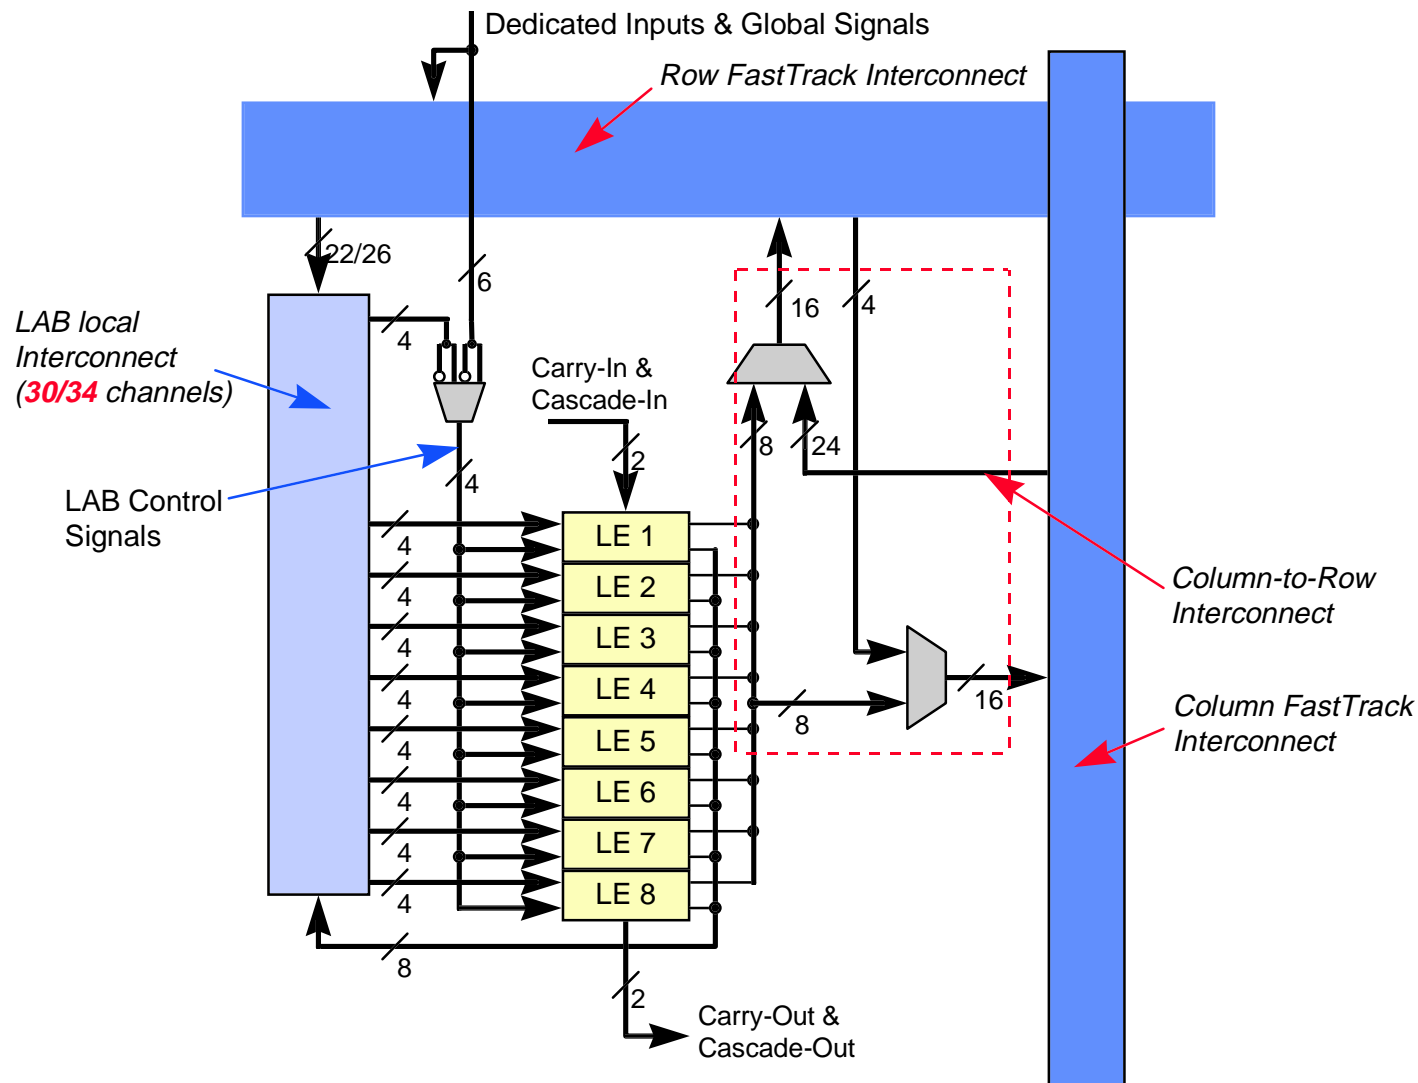 Dedicated Inputs & Global Signals
Row FastTrack Interconnect
22/26
6
16
4
LAB local
Interconnect
(30/34 channels)
4
Carry-In &
Cascade-In
8
24
2
4
LAB Control
Signals
4
LE 1
4
LE 2
Column-to-Row
Interconnect
4
LE 3
4
LE 4
8
16
Column FastTrack
Interconnect
4
LE 5
4
LE 6
4
LE 7
4
LE 8
8
2
Carry-Out &
Cascade-Out